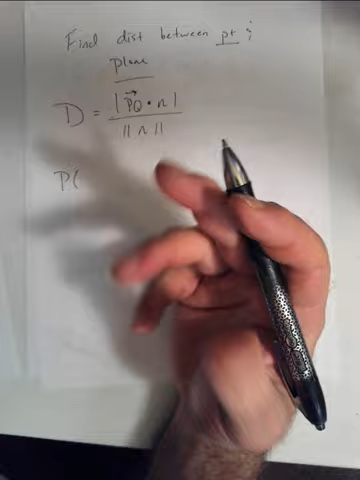 Find dist between pt &
plane
D = |PQ⃗ • n|
‖n‖
P(